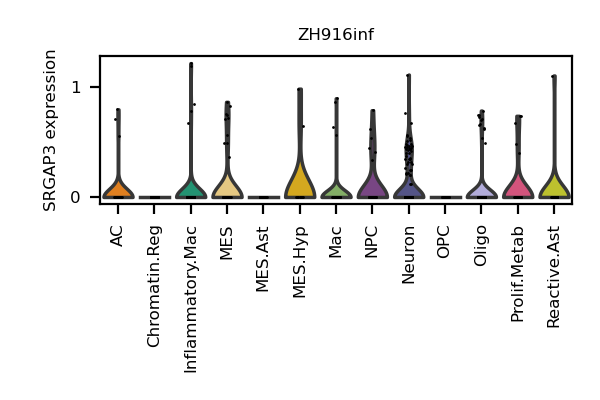 ZH916inf
SRGAP3 expression
1
0
AC
Chromatin.Reg
Inflammatory.Mac
MES
MES.Ast
MES.Hyp
Mac
NPC
Neuron
OPC
Oligo
Prolif.Metab
Reactive.Ast